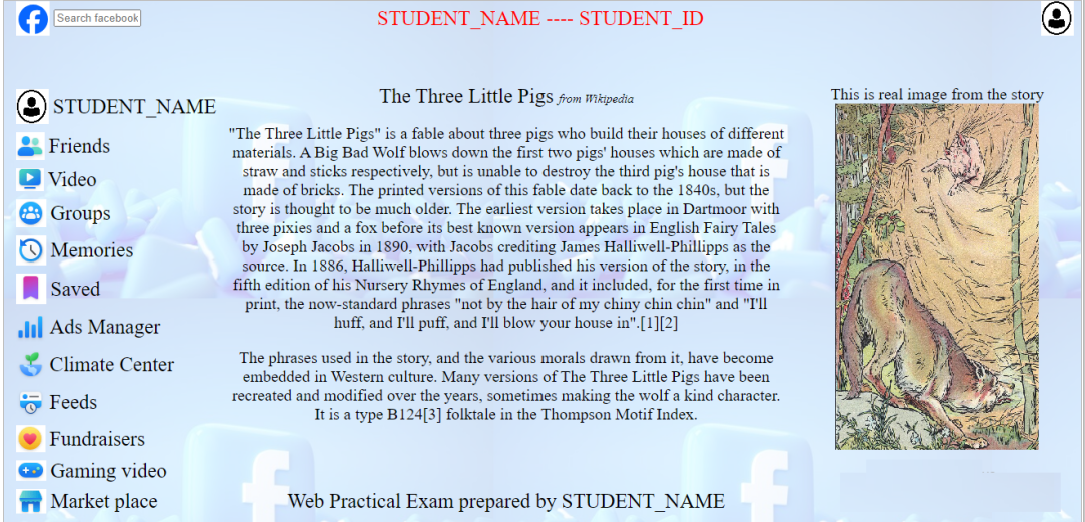 Search facebook
STUDENT_NAME ---- STUDENT_ID
STUDENT_NAME
Friends
Video
Groups
Memories
Saved
Ads Manager
Climate Center
Feeds
Fundraisers
Gaming video
Market place
The Three Little Pigs from Wikipedia
"The Three Little Pigs" is a fable about three pigs who build their houses of different
materials. A Big Bad Wolf blows down the first two pigs' houses which are made of
straw and sticks respectively, but is unable to destroy the third pig's house that is
made of bricks. The printed versions of this fable date back to the 1840s, but the
story is thought to be much older. The earliest version takes place in Dartmoor with
three pixies and a fox before its best known version appears in English Fairy Tales
by Joseph Jacobs in 1890, with Jacobs crediting James Halliwell-Phillipps as the
source. In 1886, Halliwell-Phillipps had published his version of the story, in the
fifth edition of his Nursery Rhymes of England, and it included, for the first time in
print, the now-standard phrases "not by the hair of my chiny chin chin" and "I'll
huff, and I'll puff, and I'll blow your house in".[1][2]
The phrases used in the story, and the various morals drawn from it, have become
embedded in Western culture. Many versions of The Three Little Pigs have been
recreated and modified over the years, sometimes making the wolf a kind character.
It is a type B124[3] folktale in the Thompson Motif Index.
Web Practical Exam prepared by STUDENT_NAME
This is real image from the story